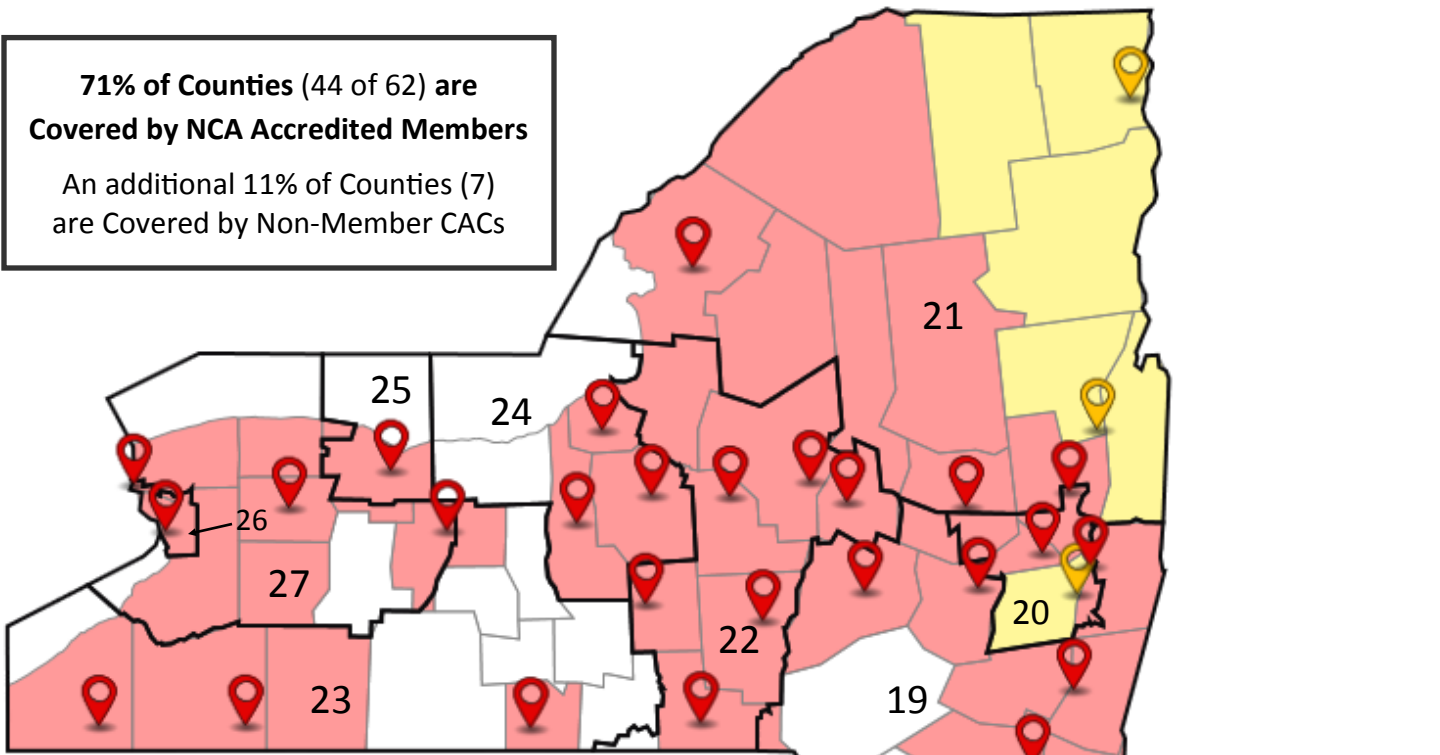 71% of Counties (44 of 62) are
Covered by NCA Accredited Members
An additional 11% of Counties (7)
are Covered by Non-Member CACs
21
25
24
26
27
20
22
23
19